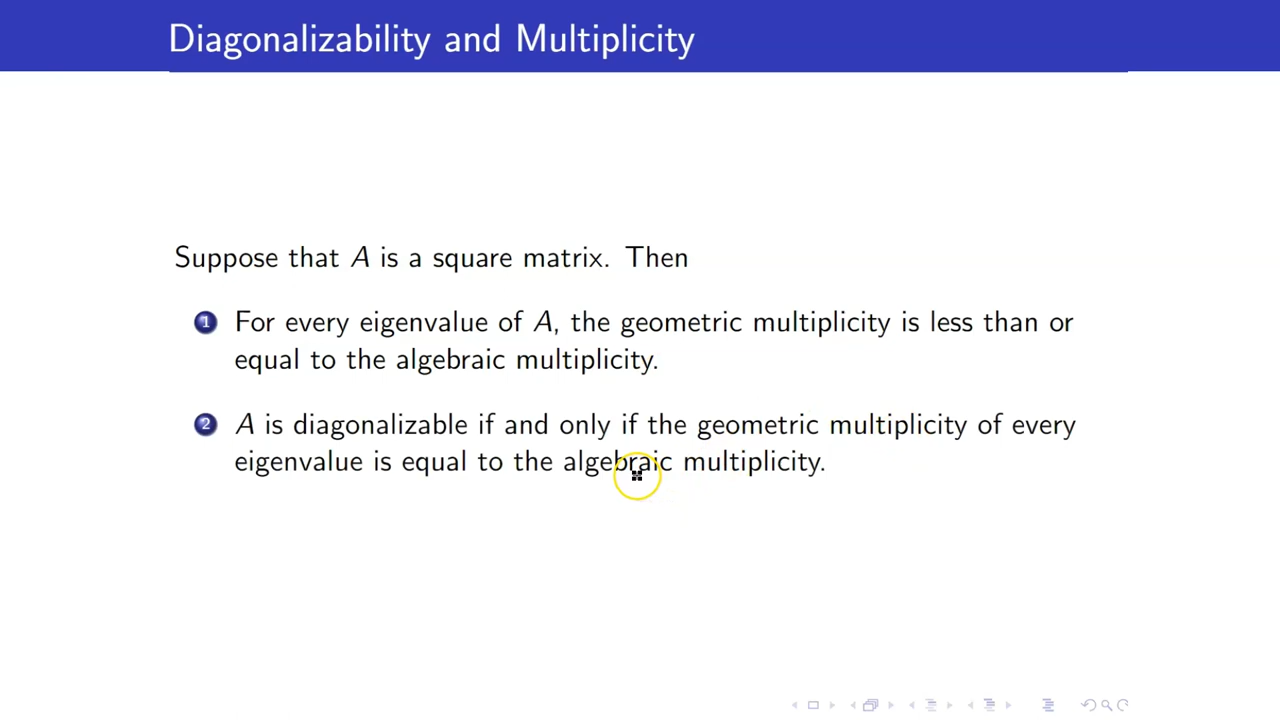 Diagonalizability and Multiplicity
Suppose that A is a square matrix. Then
1 For every eigenvalue of A, the geometric multiplicity is less than or
equal to the algebraic multiplicity.
2 A is diagonalizable if and only if the geometric multiplicity of every
eigenvalue is equal to the algebraic multiplicity.